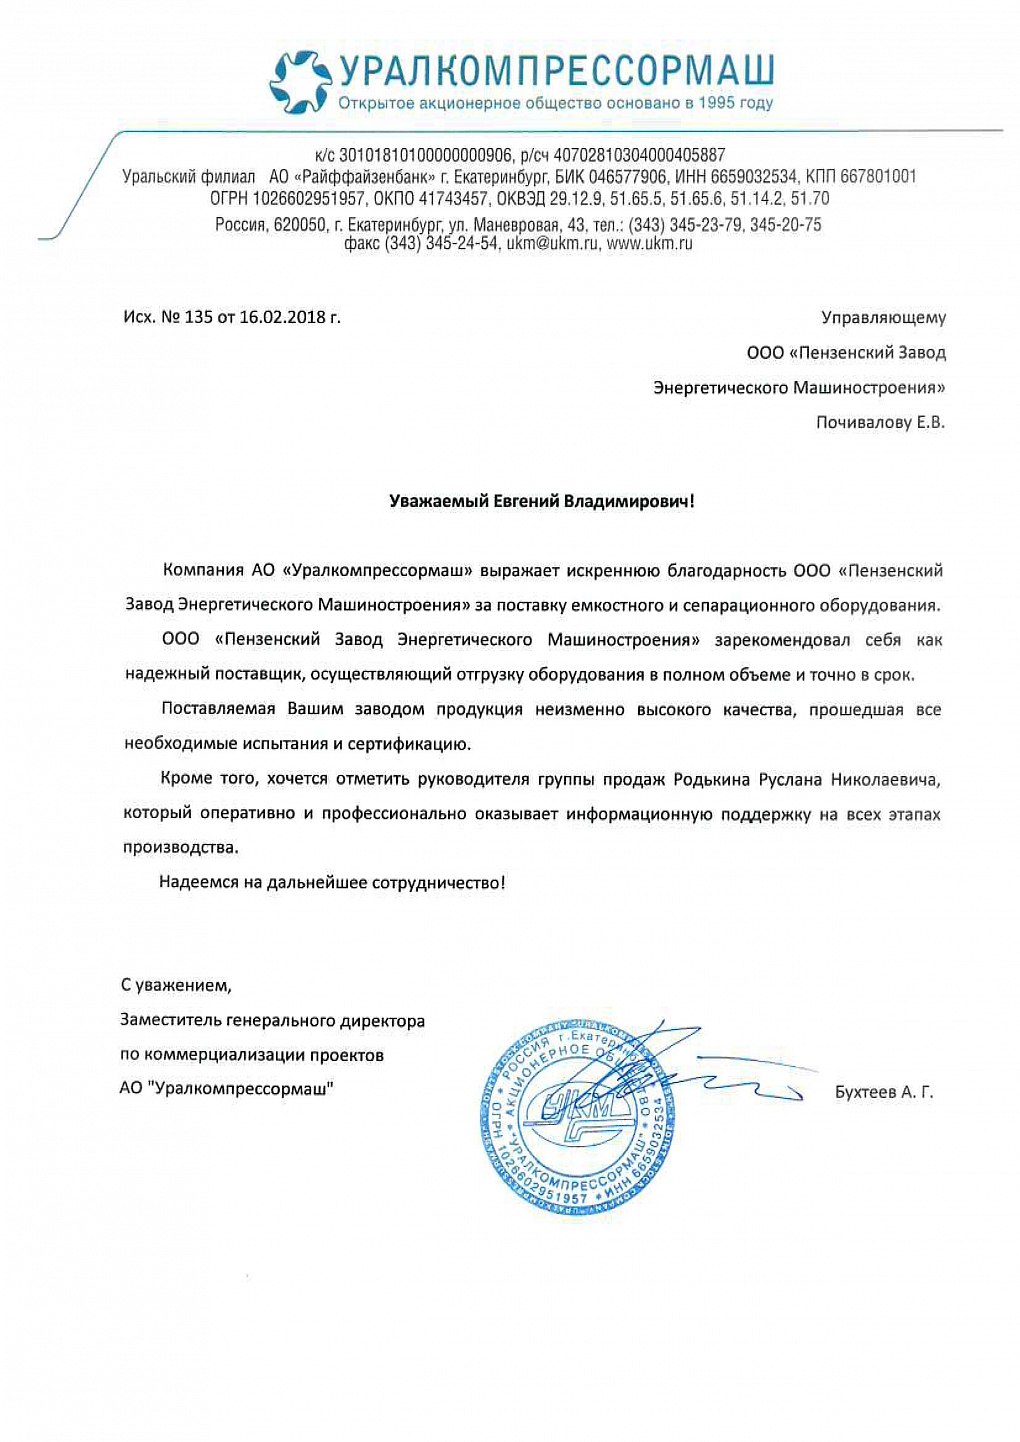 УРАЛКОМПРЕССОРМАШ
Открытое акционерное общество основано в 1995 году
к/с 30101810100000000906, р/сч 40702810304000405887
Уральский филиал АО «Райффайзенбанк» г. Екатеринбург, БИК 046577906, ИНН 6659032534, КПП 667801001
ОГРН 1026602951957, ОКПО 41743457, ОКВЭД 29.12.9, 51.65.5, 51.65.6, 51.14.2, 51.70
Россия, 620050, г. Екатеринбург, ул. Маневровая, 43, тел.: (343) 345-23-79, 345-20-75
факс (343) 345-24-54, ukm@ukm.ru, www.ukm.ru
Исх. № 135 от 16.02.2018 г.
Управляющему
ООО «Пензенский Завод
Энергетического Машиностроения»
Почивалову Е.В.
Уважаемый Евгений Владимирович!
Компания АО «Уралкомпрессормаш» выражает искреннюю благодарность ООО «Пензенский
Завод Энергетического Машиностроения» за поставку емкостного и сепарационного оборудования.
ООО «Пензенский Завод Энергетического Машиностроения» зарекомендовал себя как
надежный поставщик, осуществляющий отгрузку оборудования в полном объеме и точно в срок.
Поставляемая Вашим заводом продукция неизменно высокого качества, прошедшая все
необходимые испытания и сертификацию.
Кроме того, хочется отметить руководителя группы продаж Родькина Руслана Николаевича,
который оперативно и профессионально оказывает информационную поддержку на всех этапах
производства.
Надеемся на дальнейшее сотрудничество!
С уважением,
Заместитель генерального директора
по коммерциализации проектов
АО "Уралкомпрессормаш"
Бухтеев А. Г.
РОССИЯ г.Екатеринбург
АКЦИОНЕРНОЕ ОБЩЕСТВО
"УРАЛКОМПРЕССОРМАШ"
ОГРН 1026602951957 * ИНН 6659032534
УКМ